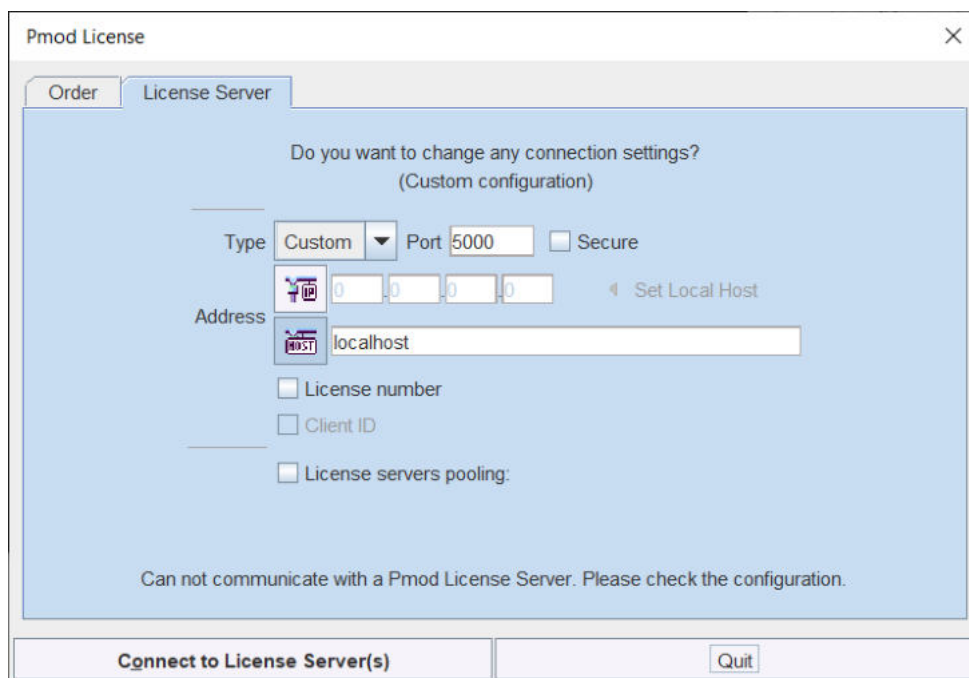 Pmod License
Order License Server
Do you want to change any connection settings?
(Custom configuration)
Type Custom Port 5000 Secure
IP 0 .0 .0 .0 Set Local Host
Address
HOST localhost
License number
Client ID
License servers pooling:
Can not communicate with a Pmod License Server. Please check the configuration.
Connect to License Server(s) Quit